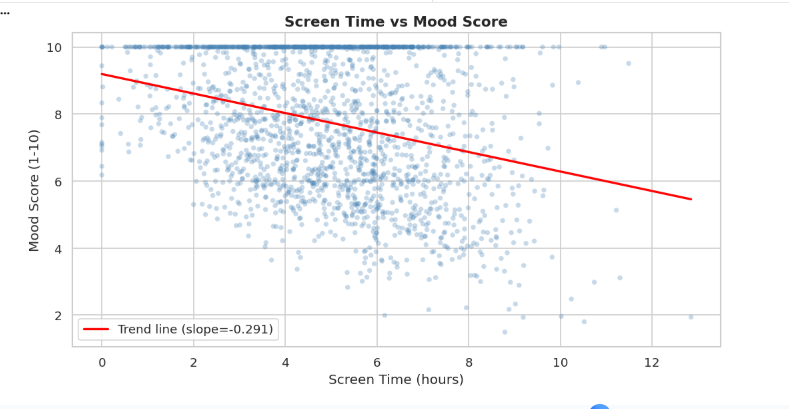 ...
Screen Time vs Mood Score
Mood Score (1-10)
10
8
6
4
2
Trend line (slope=-0.291)
0 2 4 6 8 10 12
Screen Time (hours)